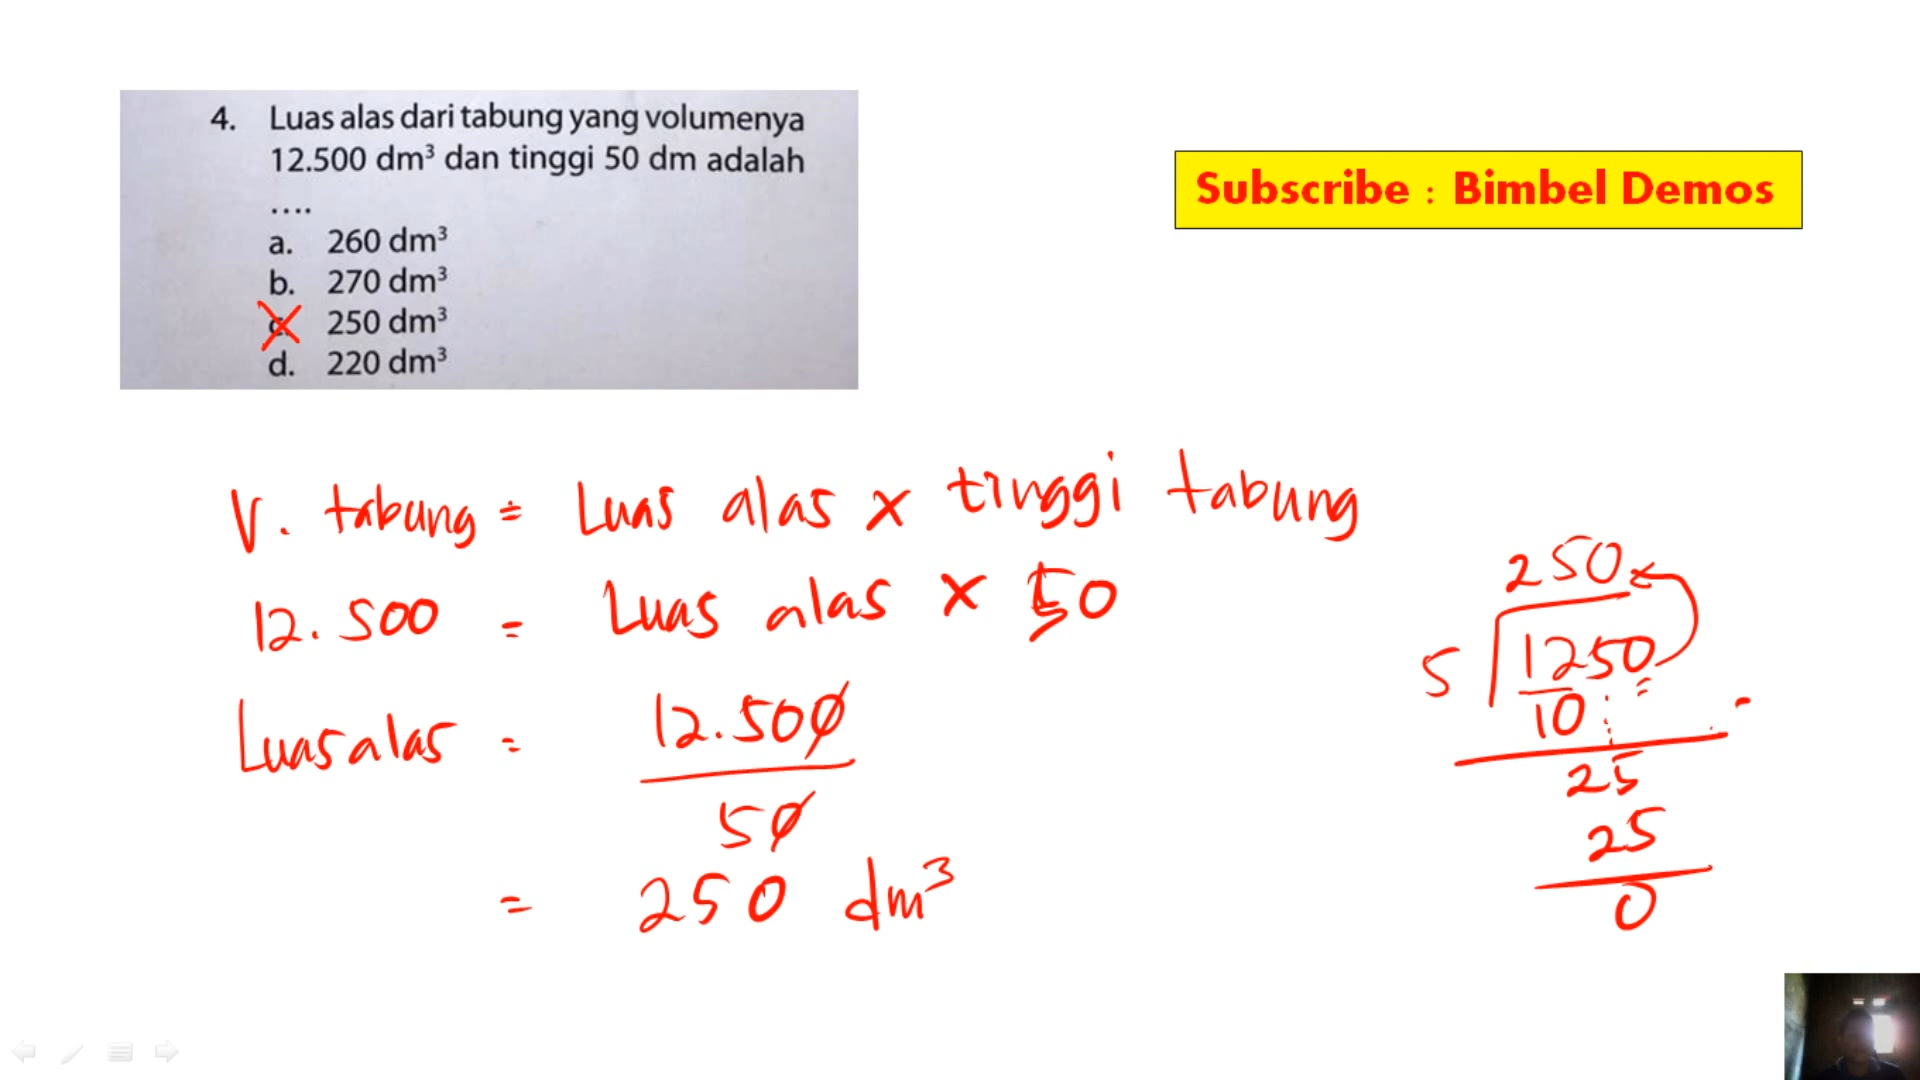 4. Luas alas dari tabung yang volumenya
12.500 dm³ dan tinggi 50 dm adalah
....
a. 260 dm³
b. 270 dm³
c. 250 dm³
d. 220 dm³
Subscribe : Bimbel Demos
V. tabung = Luas alas x tinggi tabung
12.500 = Luas alas x 50
Luas alas = 12.500
50
= 250 dm³
250
5 1250
10
25
25
0